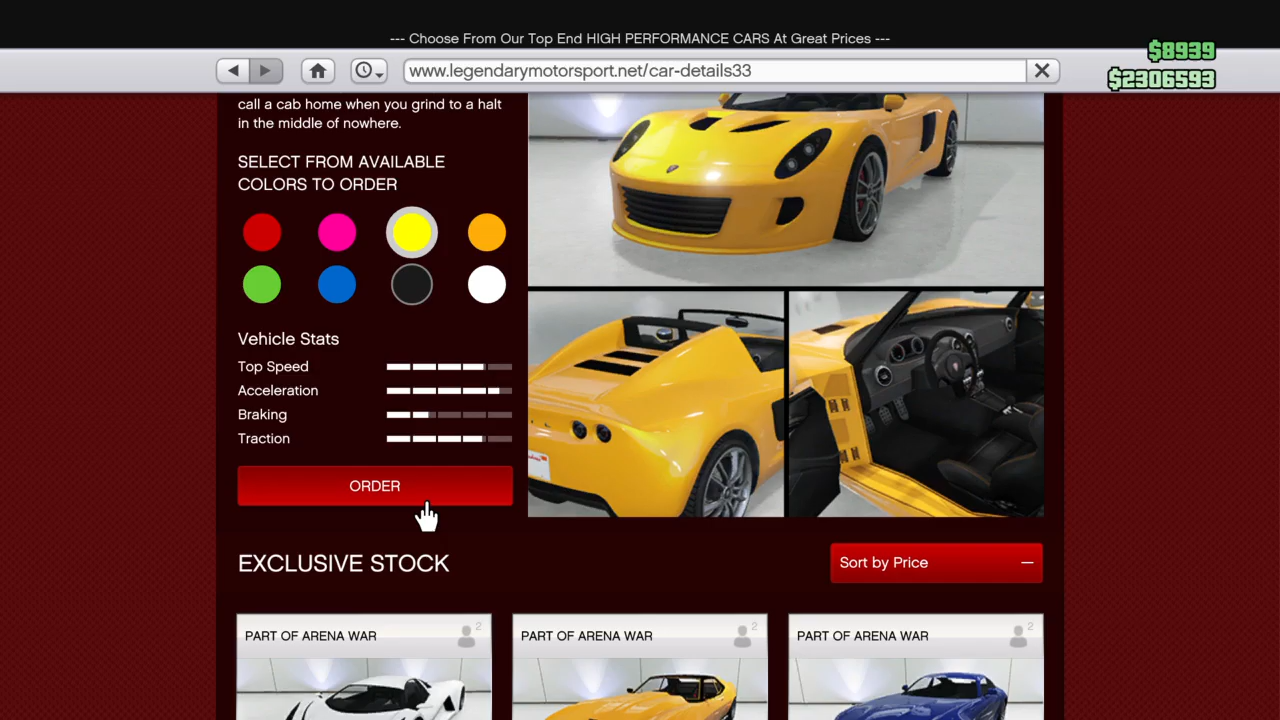 --- Choose From Our Top End HIGH PERFORMANCE CARS At Great Prices ---
$8939
www.legendarymotorsport.net/car-details33
$2306593
call a cab home when you grind to a halt
in the middle of nowhere.
SELECT FROM AVAILABLE
COLORS TO ORDER
Vehicle Stats
Top Speed
Acceleration
Braking
Traction
ORDER
EXCLUSIVE STOCK
Sort by Price
PART OF ARENA WAR
2
PART OF ARENA WAR
2
PART OF ARENA WAR
2